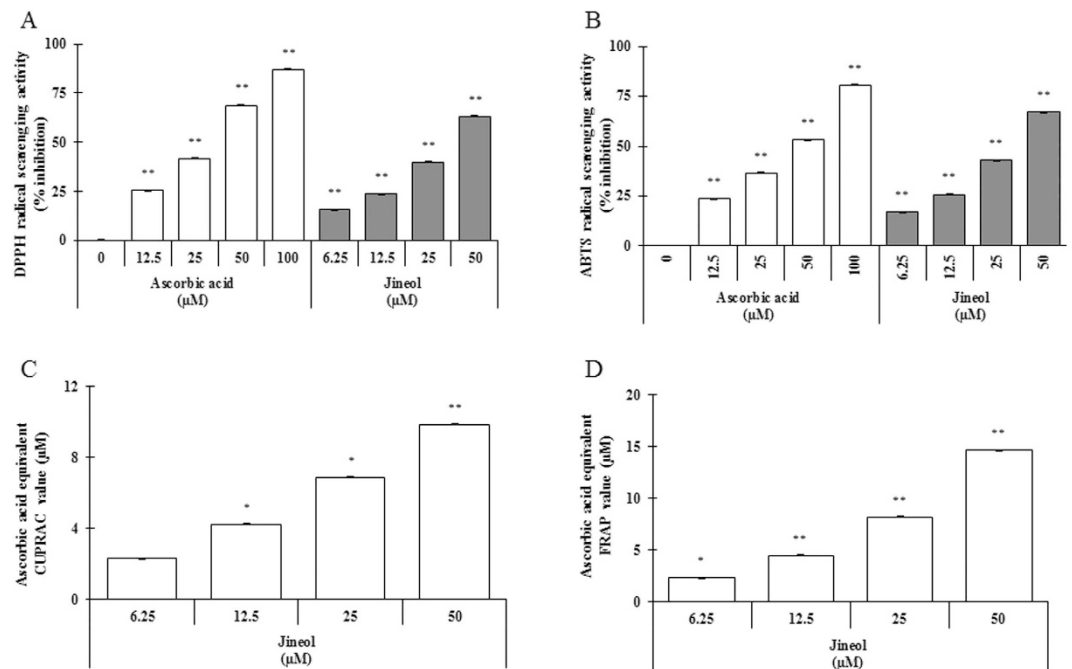 A
DPPH radical scavenging activity
(% inhibition)
100
75
50
25
0
**
**
**
**
**
**
**
**
0 12.5 25 50 100 6.25 12.5 25 50
Ascorbic acid Jineol
(µM) (µM)
B
ABTS radical scavenging activity
(% inhibition)
100
75
50
25
0
**
**
**
**
**
**
**
**
0 12.5 25 50 100 6.25 12.5 25 50
Ascorbic acid Jineol
(µM) (µM)
C
Ascorbic acid equivalent
CUPRAC value (µM)
12
8
4
0
*
*
**
6.25 12.5 25 50
Jineol
(µM)
D
Ascorbic acid equivalent
FRAP value (µM)
20
15
10
5
0
*
**
**
**
6.25 12.5 25 50
Jineol
(µM)